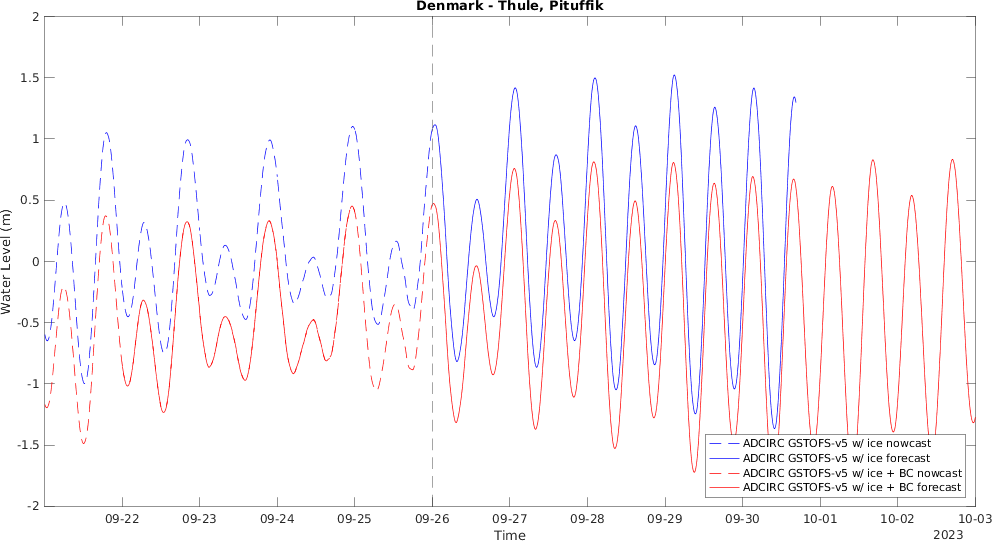 Denmark - Thule, Pituffik
Water Level (m)
2
1.5
1
0.5
0
-0.5
-1
-1.5
-2
ADCIRC GSTOFS-v5 w/ ice nowcast
ADCIRC GSTOFS-v5 w/ ice forecast
ADCIRC GSTOFS-v5 w/ ice + BC nowcast
ADCIRC GSTOFS-v5 w/ ice + BC forecast
09-22 09-23 09-24 09-25 09-26 09-27 09-28 09-29 09-30 10-01 10-02 10-03
Time
2023